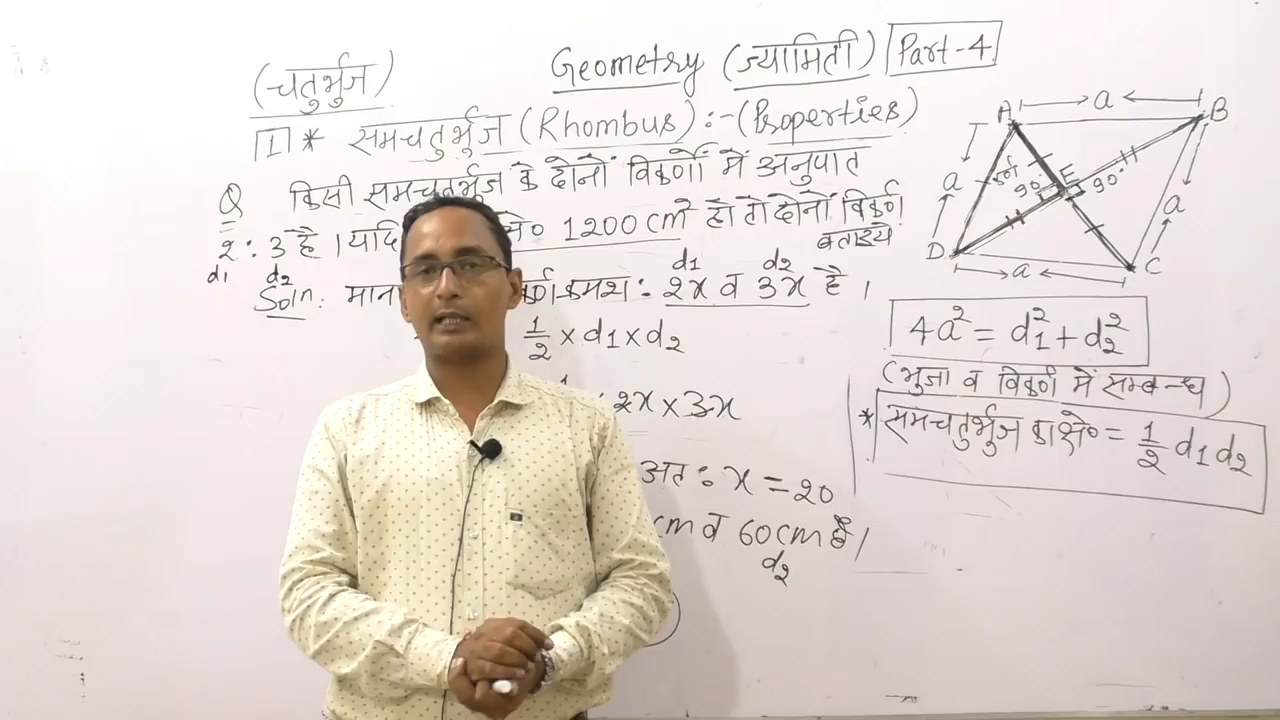 (चतुर्भुज)
Geometry (ज्यामिती) Part-4
1 * समचतुर्भुज (Rhombus) :- (Properties)
Q किसी समचतुर्भुज के दोनों विकर्णों में अनुपात
2 : 3 है । यदि क्षे० 1200 cm² हो तो दोनों विकर्ण
बताइये
d1 d2
Soln: मान विकर्ण क्रमश: 2x व 3x है ।
d1 d2
1/2 × d1 × d2
2x × 3x
अत: x = 20
cm व 60cm है।
d2
A
a
B
a
a
90°
90°
E
D
a
C
4a² = d1² + d2²
(भुजा व विकर्ण में सम्बन्ध)
* समचतुर्भुज का क्षे० = 1/2 d1 d2